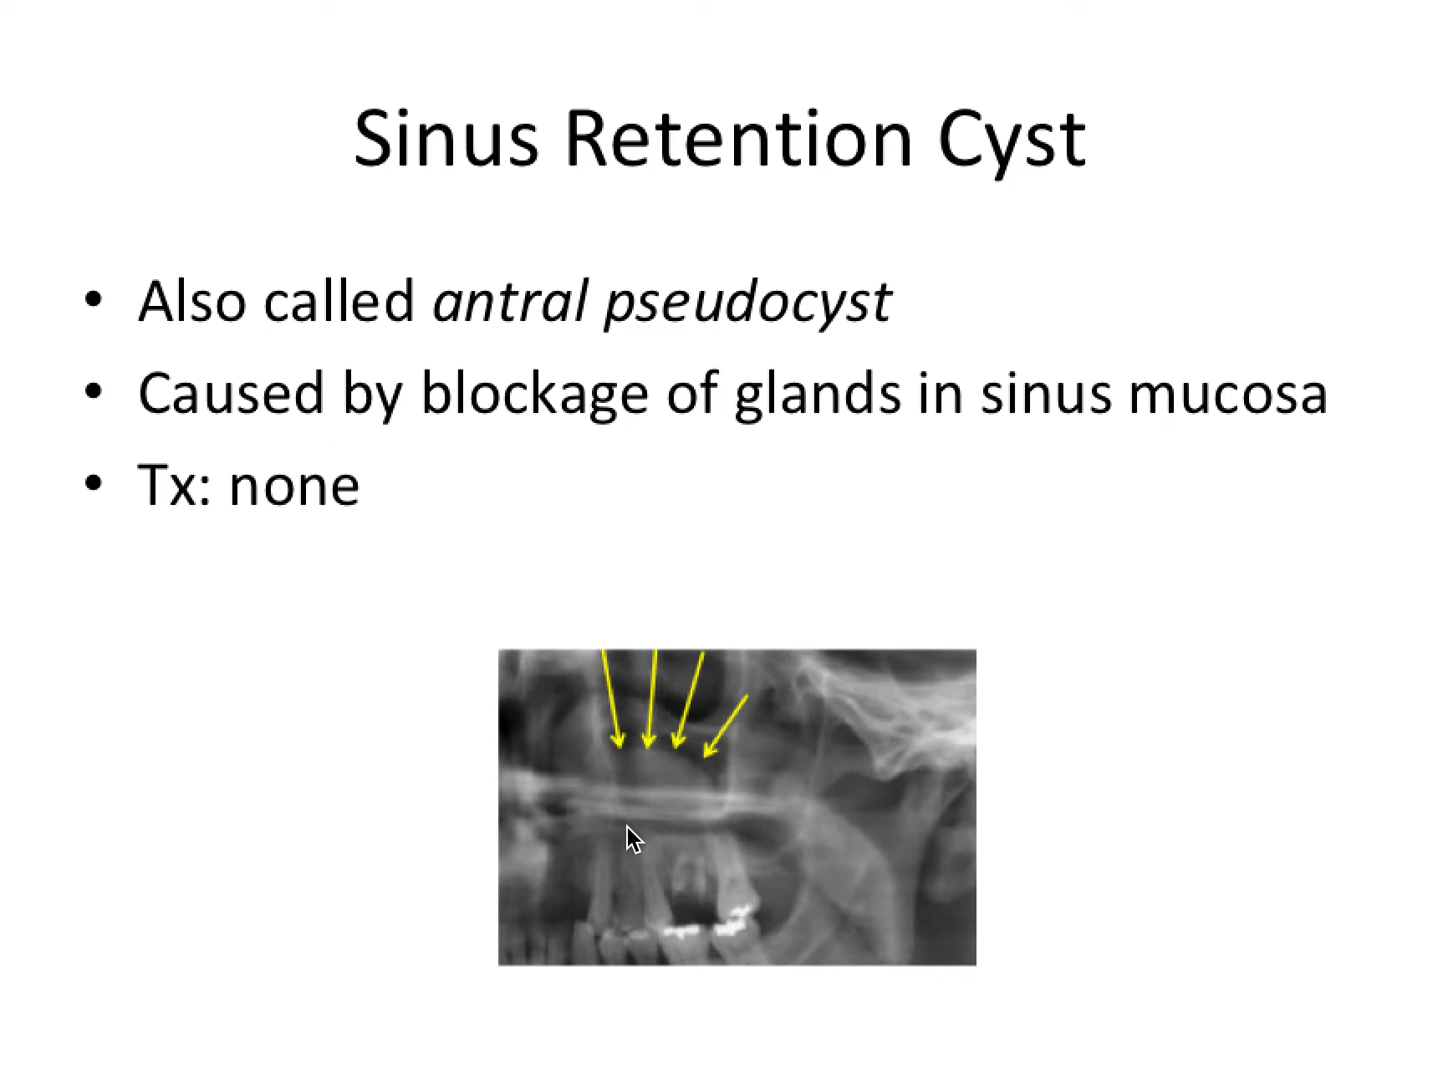 Sinus Retention Cyst
• Also called antral pseudocyst
• Caused by blockage of glands in sinus mucosa
• Tx: none